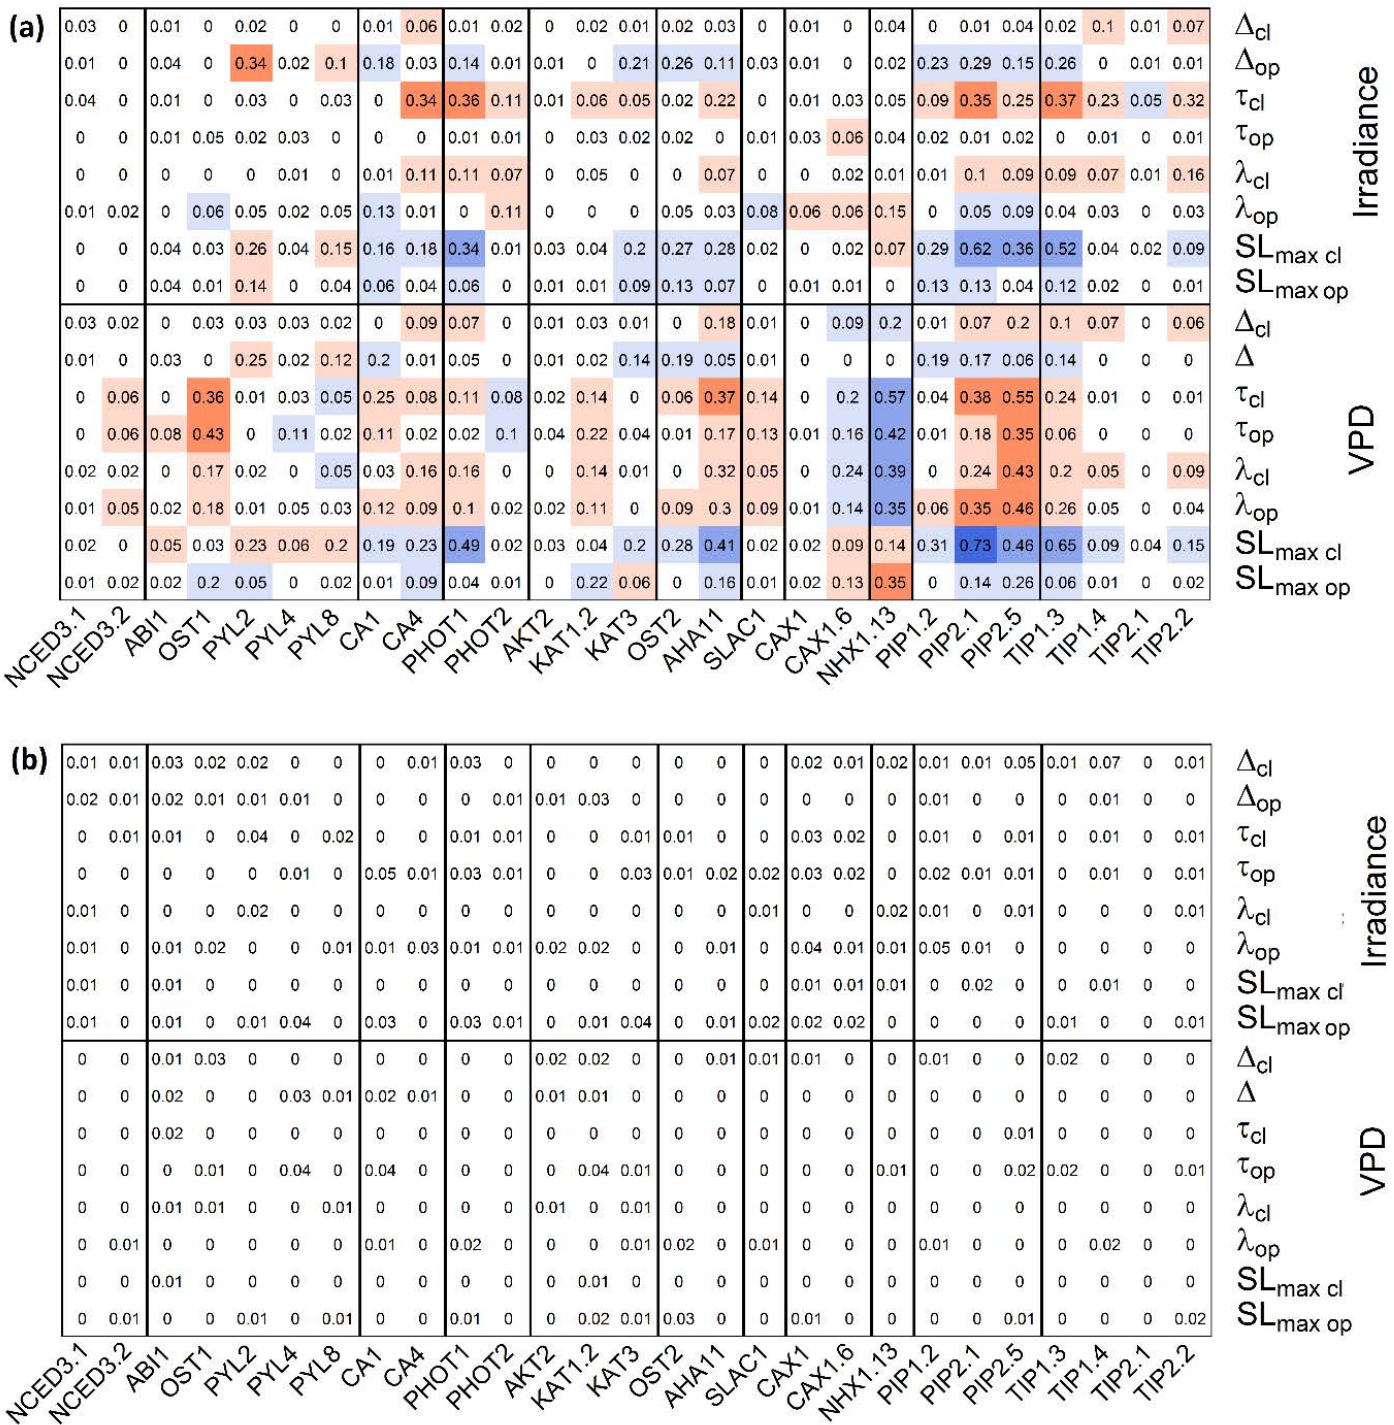 (a)
0.03 0 0.01 0 0.02 0 0 0.01 0.06 0.01 0.02 0 0.02 0.01 0.02 0.03 0 0.01 0 0.04 0 0.01 0.04 0.02 0.1 0.01 0.07 Δcl
0.01 0 0.04 0 0.34 0.02 0.1 0.18 0.03 0.14 0.01 0.01 0 0.21 0.26 0.11 0.03 0.01 0 0.02 0.23 0.29 0.15 0.26 0 0.01 0.01 Δop
0.04 0 0.01 0 0.03 0 0.03 0 0.34 0.36 0.11 0.01 0.06 0.05 0.02 0.22 0 0.01 0.03 0.05 0.09 0.35 0.25 0.37 0.23 0.05 0.32 τcl
0 0 0.01 0.05 0.02 0.03 0 0 0 0.01 0.01 0 0.03 0.02 0.02 0 0.01 0.03 0.06 0.04 0.02 0.01 0.02 0 0.01 0 0.01 τop
0 0 0 0 0 0.01 0 0.01 0.11 0.11 0.07 0 0.05 0 0 0.07 0 0 0.02 0.01 0.01 0.1 0.09 0.09 0.07 0.01 0.16 λcl
0.01 0.02 0 0.06 0.05 0.02 0.05 0.13 0.01 0 0.11 0 0 0 0.05 0.03 0.08 0.06 0.06 0.15 0 0.05 0.09 0.04 0.03 0 0.03 λop
0 0 0.04 0.03 0.26 0.04 0.15 0.16 0.18 0.34 0.01 0.03 0.04 0.2 0.27 0.28 0.02 0 0.02 0.07 0.29 0.62 0.36 0.52 0.04 0.02 0.09 SLmax cl
0 0 0.04 0.01 0.14 0 0.04 0.06 0.04 0.06 0 0.01 0.01 0.09 0.13 0.07 0 0.01 0.01 0 0.13 0.13 0.04 0.12 0.02 0 0.01 SLmax op
Irradiance
0.03 0.02 0 0.03 0.03 0.03 0.02 0 0.09 0.07 0 0.01 0.03 0.01 0 0.18 0.01 0 0.09 0.2 0.01 0.07 0.2 0.1 0.07 0 0.06 Δcl
0.01 0 0.03 0 0.25 0.02 0.12 0.2 0.01 0.05 0 0.01 0.02 0.14 0.19 0.05 0.01 0 0 0 0.19 0.17 0.06 0.14 0 0 0 Δ
0 0.06 0 0.36 0.01 0.03 0.05 0.25 0.08 0.11 0.08 0.02 0.14 0 0.06 0.37 0.14 0 0.2 0.57 0.04 0.38 0.55 0.24 0.01 0 0.01 τcl
0 0.06 0.08 0.43 0 0.11 0.02 0.11 0.02 0.02 0.1 0.04 0.22 0.04 0.01 0.17 0.13 0.01 0.16 0.42 0.01 0.18 0.35 0.06 0 0 0 τop
0.02 0.02 0 0.17 0.02 0 0.05 0.03 0.16 0.16 0 0 0.14 0.01 0 0.32 0.05 0 0.24 0.39 0 0.24 0.43 0.2 0.05 0 0.09 λcl
0.01 0.05 0.02 0.18 0.01 0.05 0.03 0.12 0.09 0.1 0.02 0.02 0.11 0 0.09 0.3 0.09 0.01 0.14 0.35 0.06 0.35 0.46 0.26 0.05 0 0.04 λop
0.02 0 0.05 0.03 0.23 0.06 0.2 0.19 0.23 0.49 0.02 0.03 0.04 0.2 0.28 0.41 0.02 0.02 0.09 0.14 0.31 0.73 0.46 0.65 0.09 0.04 0.15 SLmax cl
0.01 0.02 0.02 0.2 0.05 0 0.02 0.01 0.09 0.04 0.01 0 0.22 0.06 0 0.16 0.01 0.02 0.13 0.35 0 0.14 0.26 0.06 0.01 0 0.02 SLmax op
VPD
NCED3.1 NCED3.2 ABI1 OST1 PYL2 PYL4 PYL8 CA1 CA4 PHOT1 PHOT2 AKT2 KAT1.2 KAT3 OST2 AHA11 SLAC1 CAX1 CAX1.6 NHX1.13 PIP1.2 PIP2.1 PIP2.5 TIP1.3 TIP1.4 TIP2.1 TIP2.2
(b)
0.01 0.01 0.03 0.02 0.02 0 0 0 0.01 0.03 0 0 0 0 0 0 0 0.02 0.01 0.02 0.01 0.01 0.05 0.01 0.07 0 0.01 Δcl
0.02 0.01 0.02 0.01 0.01 0.01 0 0 0 0 0.01 0.01 0.03 0 0 0 0 0 0 0 0.01 0 0 0 0.01 0 0 Δop
0 0.01 0.01 0 0.04 0 0.02 0 0 0.01 0.01 0 0 0.01 0.01 0 0 0.03 0.02 0 0.01 0 0.01 0 0.01 0 0.01 τcl
0 0 0 0 0 0.01 0 0.05 0.01 0.03 0.01 0 0 0.03 0.01 0.02 0.02 0.03 0.02 0 0.02 0.01 0.01 0 0.01 0 0.01 τop
0.01 0 0 0 0.02 0 0 0 0 0 0 0 0 0 0 0 0.01 0 0 0.02 0.01 0 0.01 0 0 0 0.01 λcl
0.01 0 0.01 0.02 0 0 0.01 0.01 0.03 0.01 0.01 0.02 0.02 0 0 0.01 0 0.04 0.01 0.01 0.05 0.01 0 0 0 0 0 λop
0.01 0 0.01 0 0 0 0 0 0 0 0 0 0 0 0 0 0 0.01 0.01 0.01 0 0.02 0 0 0.01 0 0 SLmax cl
0.01 0 0.01 0 0.01 0.04 0 0.03 0 0.03 0.01 0 0.01 0.04 0 0.01 0.02 0.02 0.02 0 0 0 0 0.01 0 0 0.01 SLmax op
Irradiance
0 0 0.01 0.03 0 0 0 0 0 0 0 0.02 0.02 0 0 0.01 0.01 0.01 0 0 0.01 0 0 0.02 0 0 0 Δcl
0 0 0.02 0 0 0.03 0.01 0.02 0.01 0 0 0.01 0.01 0 0 0 0 0 0 0 0 0 0 0 0 0 0 Δ
0 0 0.02 0 0 0 0 0 0 0 0 0 0 0 0 0 0 0 0 0 0 0 0.01 0 0 0 0 τcl
0 0 0 0.01 0 0.04 0 0.04 0 0 0 0 0.04 0.01 0 0 0 0 0 0.01 0 0 0.02 0.02 0 0 0.01 τop
0 0 0.01 0.01 0 0 0.01 0 0 0 0 0.01 0 0.01 0 0 0 0 0 0 0 0 0 0 0 0 0 λcl
0 0.01 0 0 0 0 0 0.01 0 0.02 0 0 0 0.01 0.02 0 0.01 0 0 0 0.01 0 0 0 0.02 0 0 λop
0 0 0.01 0 0 0 0 0 0 0 0 0 0.01 0 0 0 0 0 0 0 0 0 0 0 0 0 0 SLmax cl
0 0.01 0 0 0.01 0 0.01 0 0 0.01 0 0 0.02 0.01 0.03 0 0 0.01 0 0 0 0 0.01 0 0 0 0.02 SLmax op
VPD
NCED3.1 NCED3.2 ABI1 OST1 PYL2 PYL4 PYL8 CA1 CA4 PHOT1 PHOT2 AKT2 KAT1.2 KAT3 OST2 AHA11 SLAC1 CAX1 CAX1.6 NHX1.13 PIP1.2 PIP2.1 PIP2.5 TIP1.3 TIP1.4 TIP2.1 TIP2.2